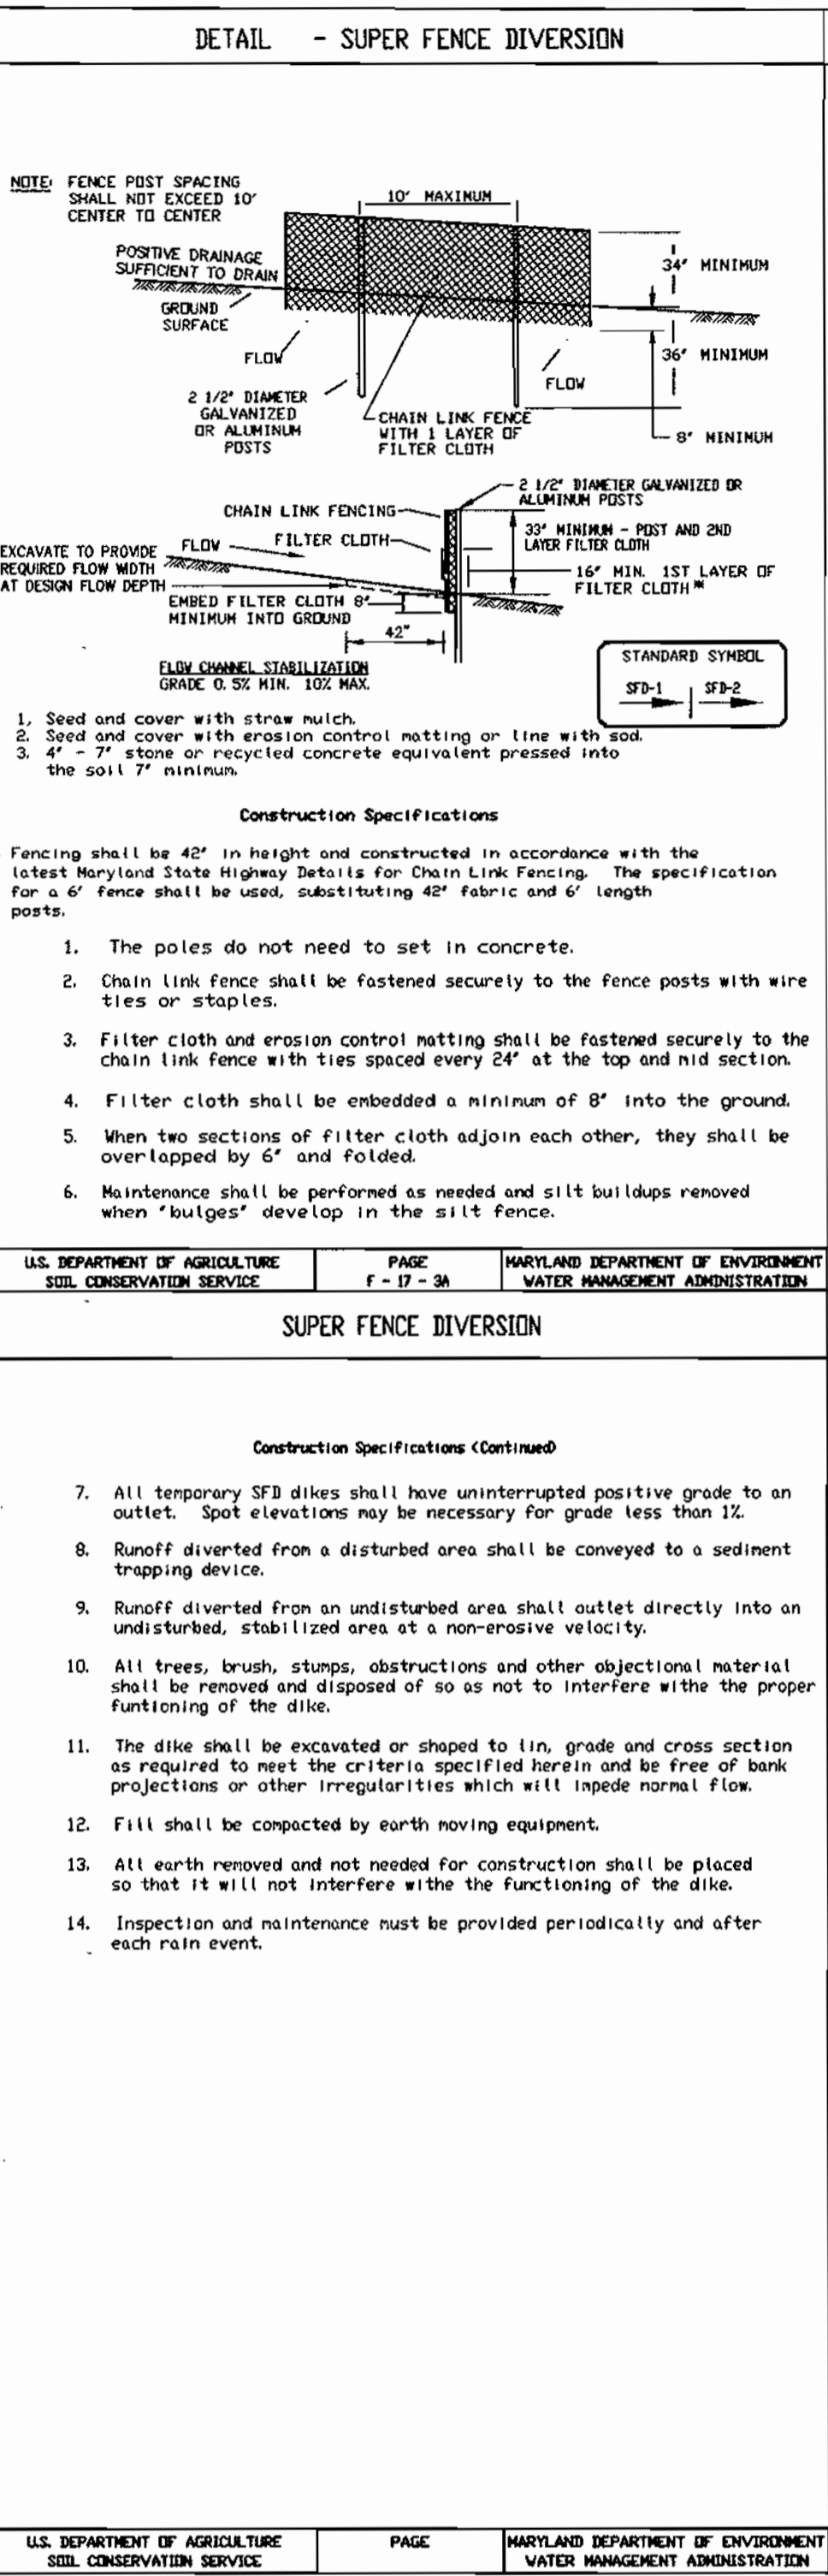 DETAIL - SUPER FENCE DIVERSION
NOTE: FENCE POST SPACING
SHALL NOT EXCEED 10'
CENTER TO CENTER
10' MAXIMUM
POSITIVE DRAINAGE
SUFFICIENT TO DRAIN
34" MINIMUM
GROUND
SURFACE
FLOW
36" MINIMUM
FLOW
2 1/2" DIAMETER
GALVANIZED
OR ALUMINUM
POSTS
CHAIN LINK FENCE
WITH 1 LAYER OF
FILTER CLOTH
8" MINIMUM
2 1/2" DIAMETER GALVANIZED OR
ALUMINUM POSTS
CHAIN LINK FENCING
FLOW
FILTER CLOTH
33" MINIMUM - POST AND 2ND
LAYER FILTER CLOTH
EXCAVATE TO PROVIDE
REQUIRED FLOW WIDTH
AT DESIGN FLOW DEPTH
16" MIN. 1ST LAYER OF
FILTER CLOTH*
EMBED FILTER CLOTH 8"
MINIMUM INTO GROUND
42"
FLOW CHANNEL STABILIZATION
GRADE 0.5% MIN. 10% MAX.
STANDARD SYMBOL
SFD-1 SFD-2
1. Seed and cover with straw mulch.
2. Seed and cover with erosion control matting or line with sod.
3. 4" - 7" stone or recycled concrete equivalent pressed into
the soil 7" minimum.
Construction Specifications
Fencing shall be 42" in height and constructed in accordance with the
latest Maryland State Highway Details for Chain Link Fencing. The specification
for a 6' fence shall be used, substituting 42" fabric and 6' length
posts.
1. The poles do not need to set in concrete.
2. Chain link fence shall be fastened securely to the fence posts with wire
ties or staples.
3. Filter cloth and erosion control matting shall be fastened securely to the
chain link fence with ties spaced every 24" at the top and mid section.
4. Filter cloth shall be embedded a minimum of 8" into the ground.
5. When two sections of filter cloth adjoin each other, they shall be
overlapped by 6" and folded.
6. Maintenance shall be performed as needed and silt buildups removed
when "bulges" develop in the silt fence.
U.S. DEPARTMENT OF AGRICULTURE
SOIL CONSERVATION SERVICE
PAGE
F - 17 - 3A
MARYLAND DEPARTMENT OF ENVIRONMENT
WATER MANAGEMENT ADMINISTRATION
SUPER FENCE DIVERSION
Construction Specifications (Continued)
7. All temporary SFD dikes shall have uninterrupted positive grade to an
outlet. Spot elevations may be necessary for grade less than 1%.
8. Runoff diverted from a disturbed area shall be conveyed to a sediment
trapping device.
9. Runoff diverted from an undisturbed area shall outlet directly into an
undisturbed, stabilized area at a non-erosive velocity.
10. All trees, brush, stumps, obstructions and other objectional material
shall be removed and disposed of so as not to interfere withe the proper
funtioning of the dike.
11. The dike shall be excavated or shaped to lin, grade and cross section
as required to meet the criteria specified herein and be free of bank
projections or other irregularities which will impede normal flow.
12. Fill shall be compacted by earth moving equipment.
13. All earth removed and not needed for construction shall be placed
so that it will not interfere withe the functioning of the dike.
14. Inspection and maintenance must be provided periodically and after
each rain event.
U.S. DEPARTMENT OF AGRICULTURE
SOIL CONSERVATION SERVICE
PAGE
MARYLAND DEPARTMENT OF ENVIRONMENT
WATER MANAGEMENT ADMINISTRATION